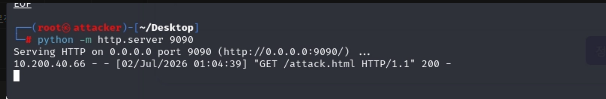 EOF
┌──(root㉿attacker)-[~/Desktop]
└─# python -m http.server 9090
Serving HTTP on 0.0.0.0 port 9090 (http://0.0.0.0:9090/) ...
10.200.40.66 - - [02/Jul/2026 01:04:39] "GET /attack.html HTTP/1.1" 200 -